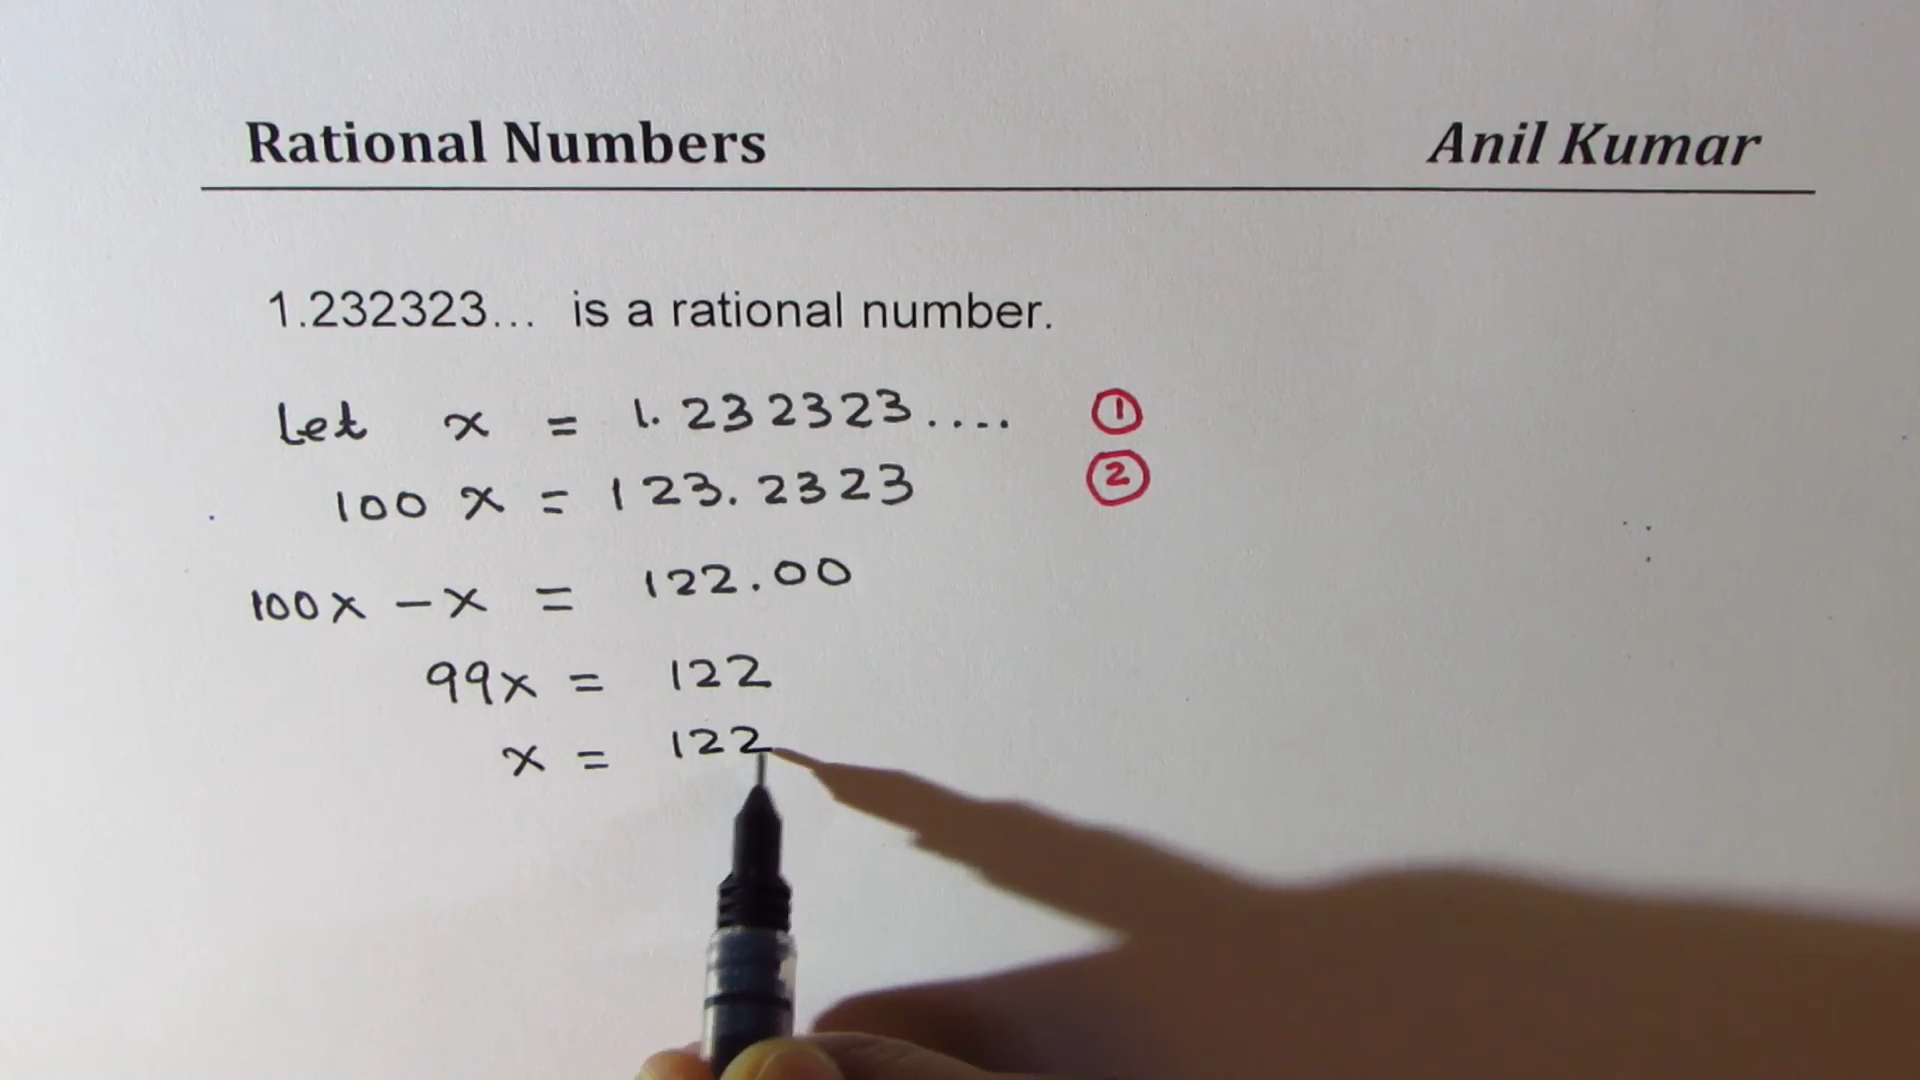 Rational Numbers Anil Kumar
1.232323... is a rational number.
Let x = 1.232323.... ①
100 x = 123.2323 ②
100x - x = 122.00
99x = 122
x = 122